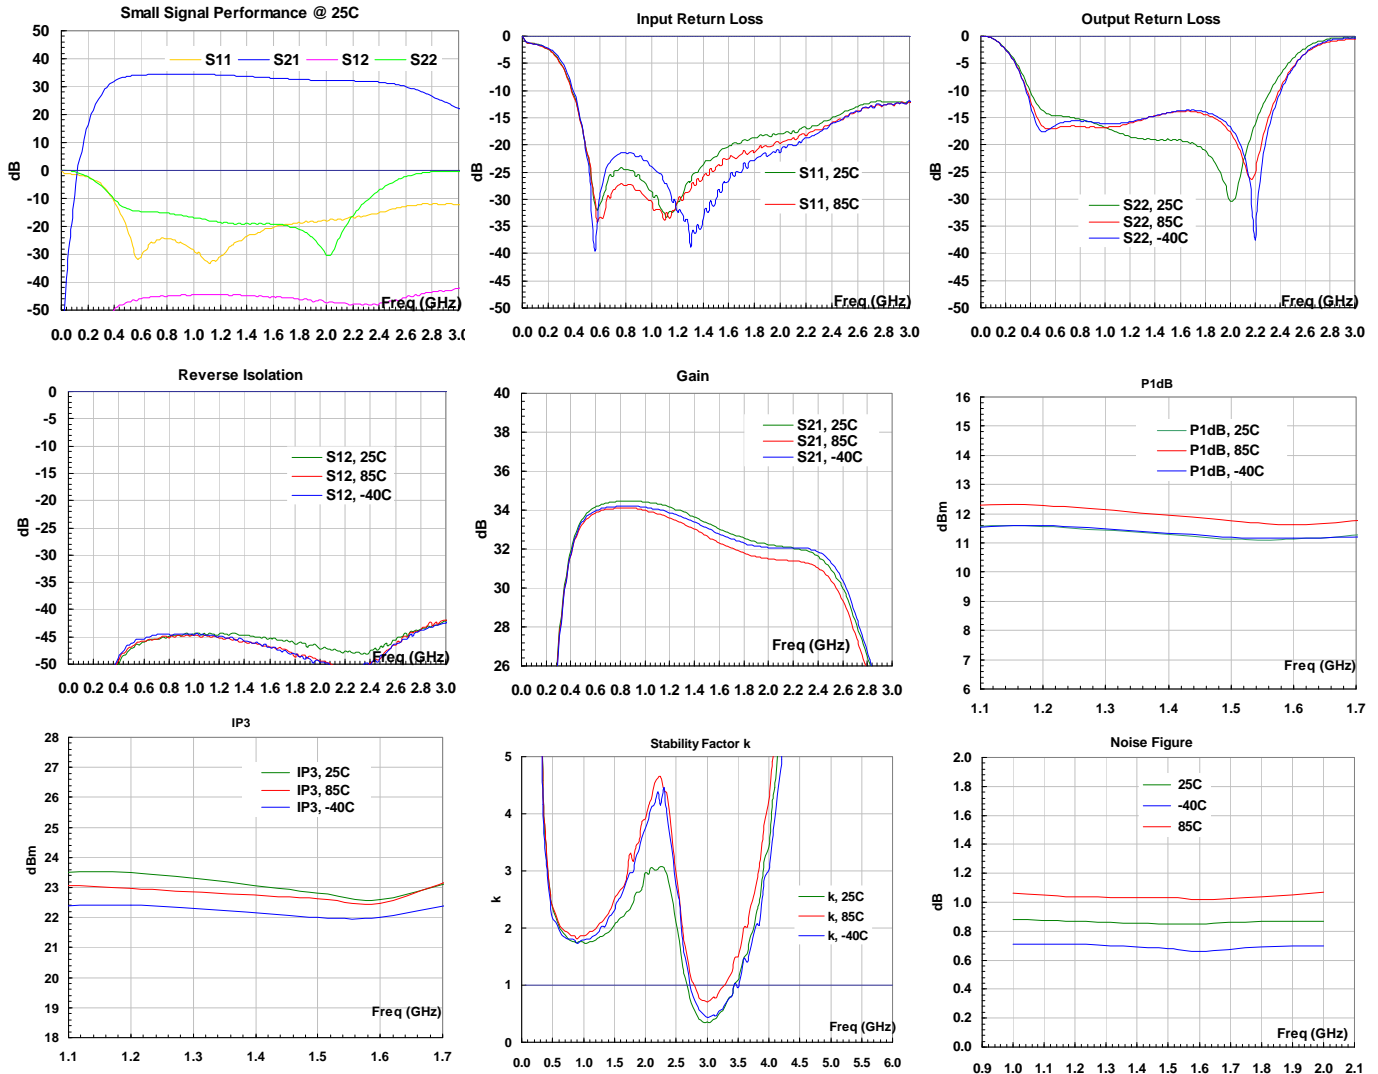 Small Signal Performance @ 25C
50
40
30
20
10
0
-10
-20
-30
-40
-50
dB
S11 S21 S12 S22
Freq (GHz)
0.0 0.2 0.4 0.6 0.8 1.0 1.2 1.4 1.6 1.8 2.0 2.2 2.4 2.6 2.8 3.0
Input Return Loss
0
-5
-10
-15
-20
-25
-30
-35
-40
-45
-50
dB
S11, 25C
S11, 85C
Freq (GHz)
0.0 0.2 0.4 0.6 0.8 1.0 1.2 1.4 1.6 1.8 2.0 2.2 2.4 2.6 2.8 3.0
Output Return Loss
0
-5
-10
-15
-20
-25
-30
-35
-40
-45
-50
dB
S22, 25C
S22, 85C
S22, -40C
Freq (GHz)
0.0 0.2 0.4 0.6 0.8 1.0 1.2 1.4 1.6 1.8 2.0 2.2 2.4 2.6 2.8 3.0
Reverse Isolation
0
-5
-10
-15
-20
-25
-30
-35
-40
-45
-50
dB
S12, 25C
S12, 85C
S12, -40C
Freq (GHz)
0.0 0.2 0.4 0.6 0.8 1.0 1.2 1.4 1.6 1.8 2.0 2.2 2.4 2.6 2.8 3.0
Gain
40
38
36
34
32
30
28
26
dB
S21, 25C
S21, 85C
S21, -40C
Freq (GHz)
0.0 0.2 0.4 0.6 0.8 1.0 1.2 1.4 1.6 1.8 2.0 2.2 2.4 2.6 2.8 3.0
P1dB
16
15
14
13
12
11
10
9
8
7
6
dBm
P1dB, 25C
P1dB, 85C
P1dB, -40C
Freq (GHz)
1.1 1.2 1.3 1.4 1.5 1.6 1.7
IP3
28
27
26
25
24
23
22
21
20
19
18
dBm
IP3, 25C
IP3, 85C
IP3, -40C
Freq (GHz)
1.1 1.2 1.3 1.4 1.5 1.6 1.7
Stability Factor k
5
4
3
2
1
0
k
k, 25C
k, 85C
k, -40C
Freq (GHz)
0.0 0.5 1.0 1.5 2.0 2.5 3.0 3.5 4.0 4.5 5.0 5.5 6.0
Noise Figure
2.0
1.8
1.6
1.4
1.2
1.0
0.8
0.6
0.4
0.2
0.0
dB
25C
-40C
85C
Freq (GHz)
0.9 1.0 1.1 1.2 1.3 1.4 1.5 1.6 1.7 1.8 1.9 2.0 2.1